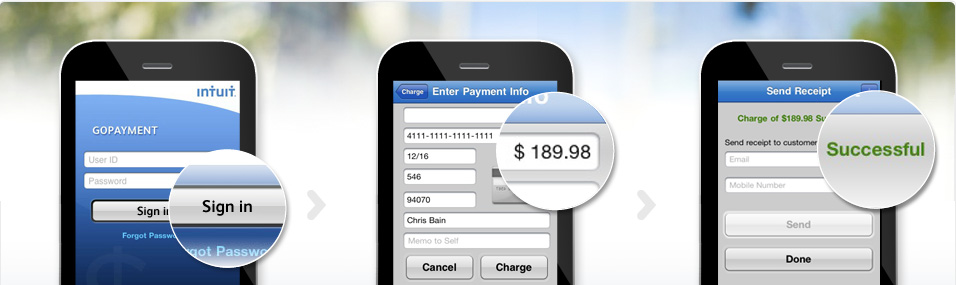 INTUIT
GOPAYMENT
User ID
Password
Sign in
Sign in
Forgot Passwo
got Passwo
Charge
Enter Payment Info
4111-1111-1111-1111
$ 189.98
12/16
546
94070
Chris Bain
Memo to Self
Cancel
Charge
Send Receipt
Charge of $189.98 Su
Successful
Send receipt to customer
Email
Mobile Number
Send
Done